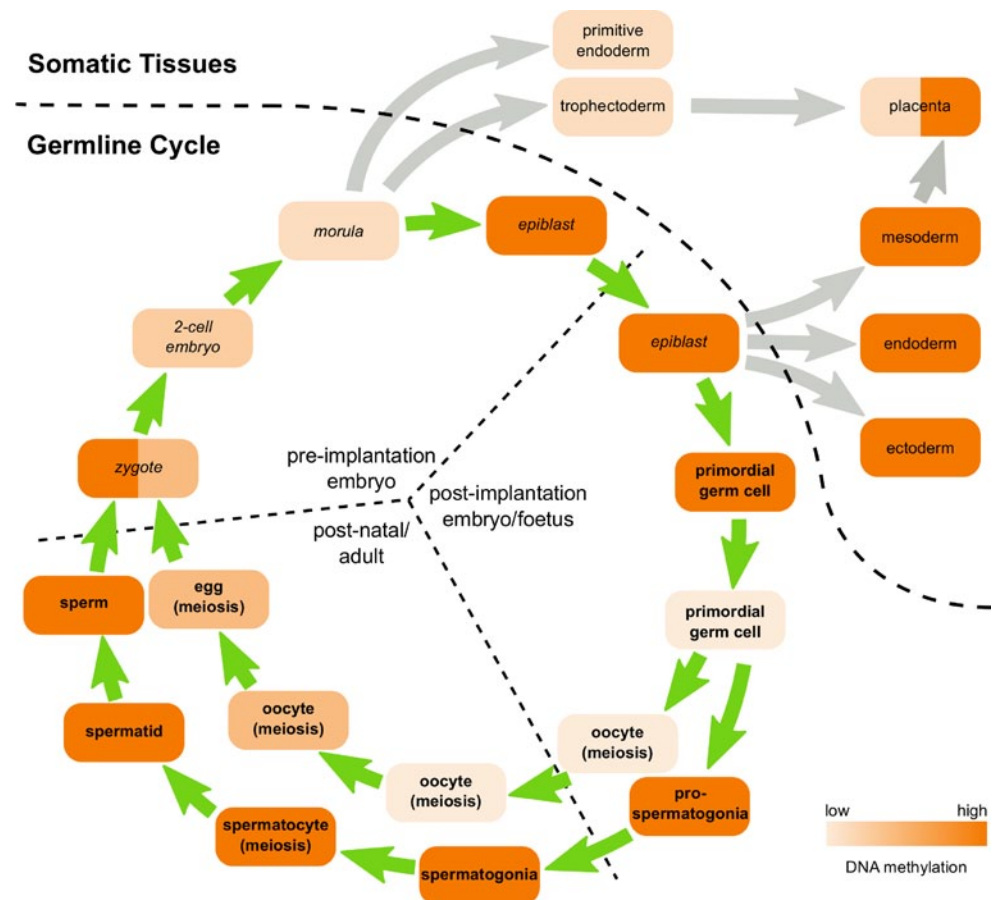 Somatic Tissues
Germline Cycle
primitive
endoderm
trophectoderm
placenta
morula
epiblast
mesoderm
2-cell
embryo
epiblast
endoderm
ectoderm
zygote
pre-implantation
embryo
post-implantation
embryo/foetus
post-natal/
adult
primordial
germ cell
sperm
egg
(meiosis)
primordial
germ cell
spermatid
oocyte
(meiosis)
oocyte
(meiosis)
oocyte
(meiosis)
pro-
spermatogonia
spermatocyte
(meiosis)
spermatogonia
low high
DNA methylation